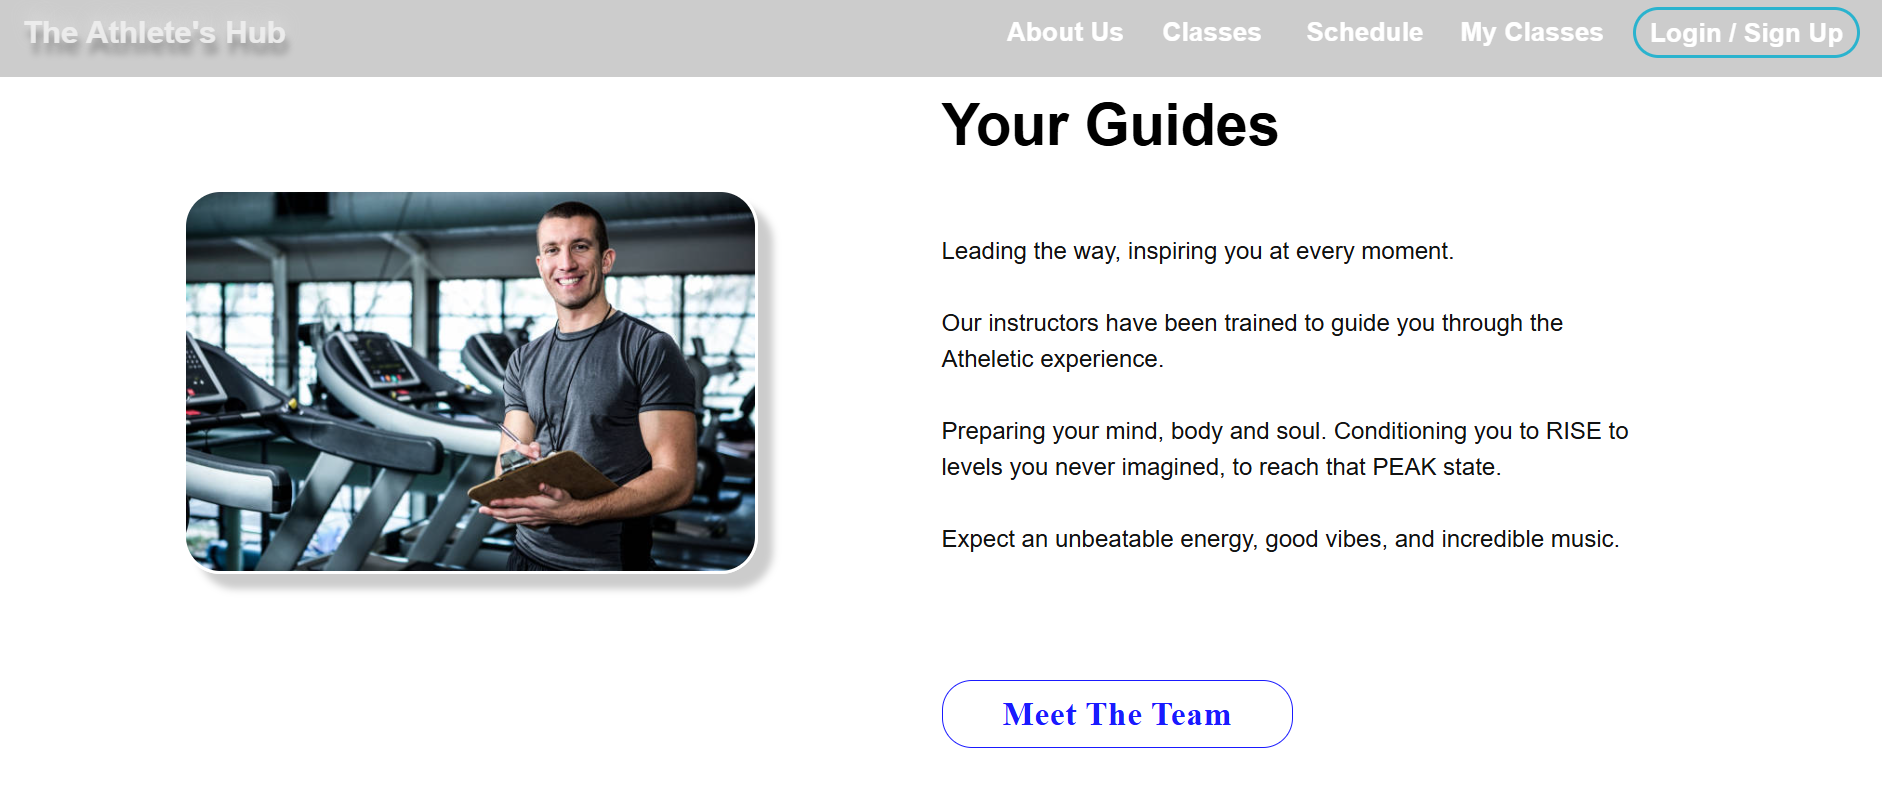 The Athlete's Hub
About Us
Classes
Schedule
My Classes
Login / Sign Up
Your Guides
Leading the way, inspiring you at every moment.
Our instructors have been trained to guide you through the
Atheletic experience.
Preparing your mind, body and soul. Conditioning you to RISE to
levels you never imagined, to reach that PEAK state.
Expect an unbeatable energy, good vibes, and incredible music.
Meet The Team